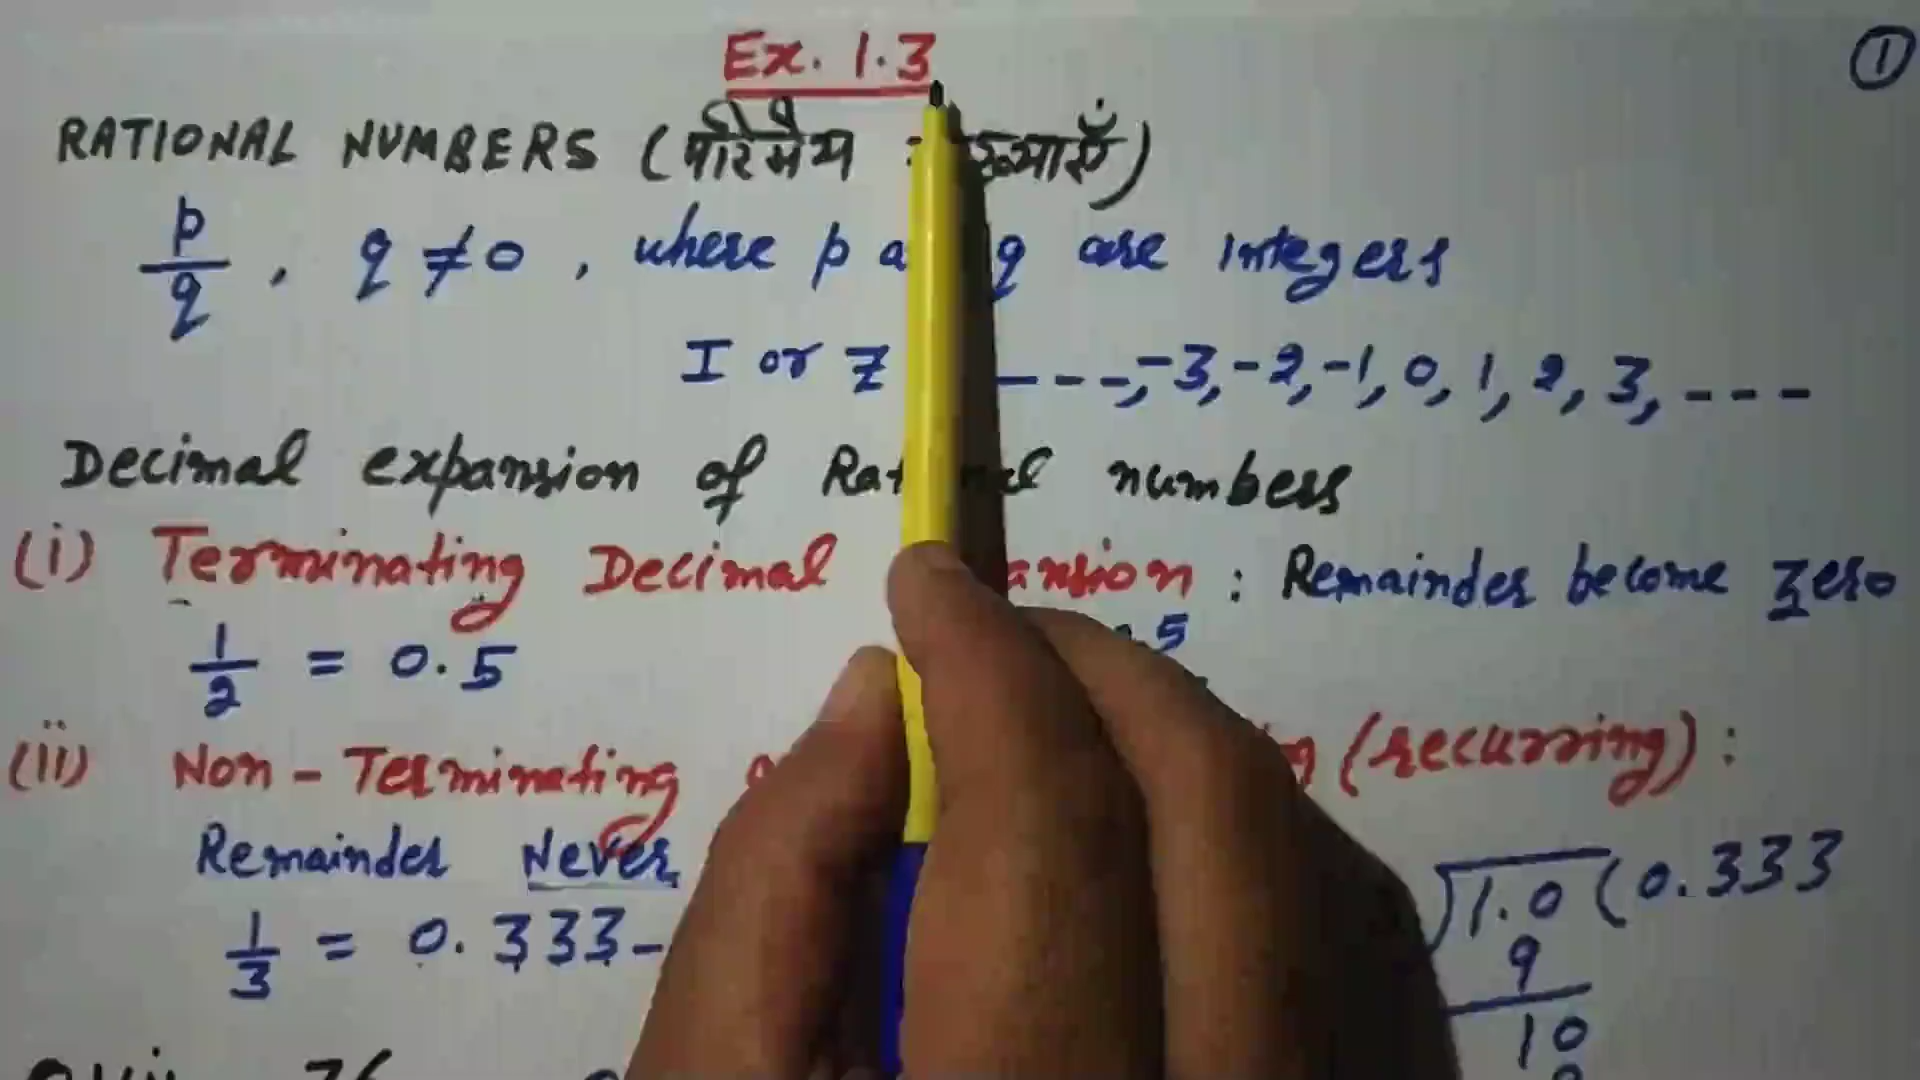 Ex. 1.3
1
RATIONAL NUMBERS (परिमेय
p/q , q ≠ 0 , where p q are integers
I or Z ---, -3, -2, -1, 0, 1, 2, 3, ---
Decimal expansion of numbers
(i) Terminating Decimal : Remainder become zero
1/2 = 0.5
(ii) Non-Terminating (recurring) :
Remainder Never
1/3 = 0.333-
1.0 ( 0.333
9
10